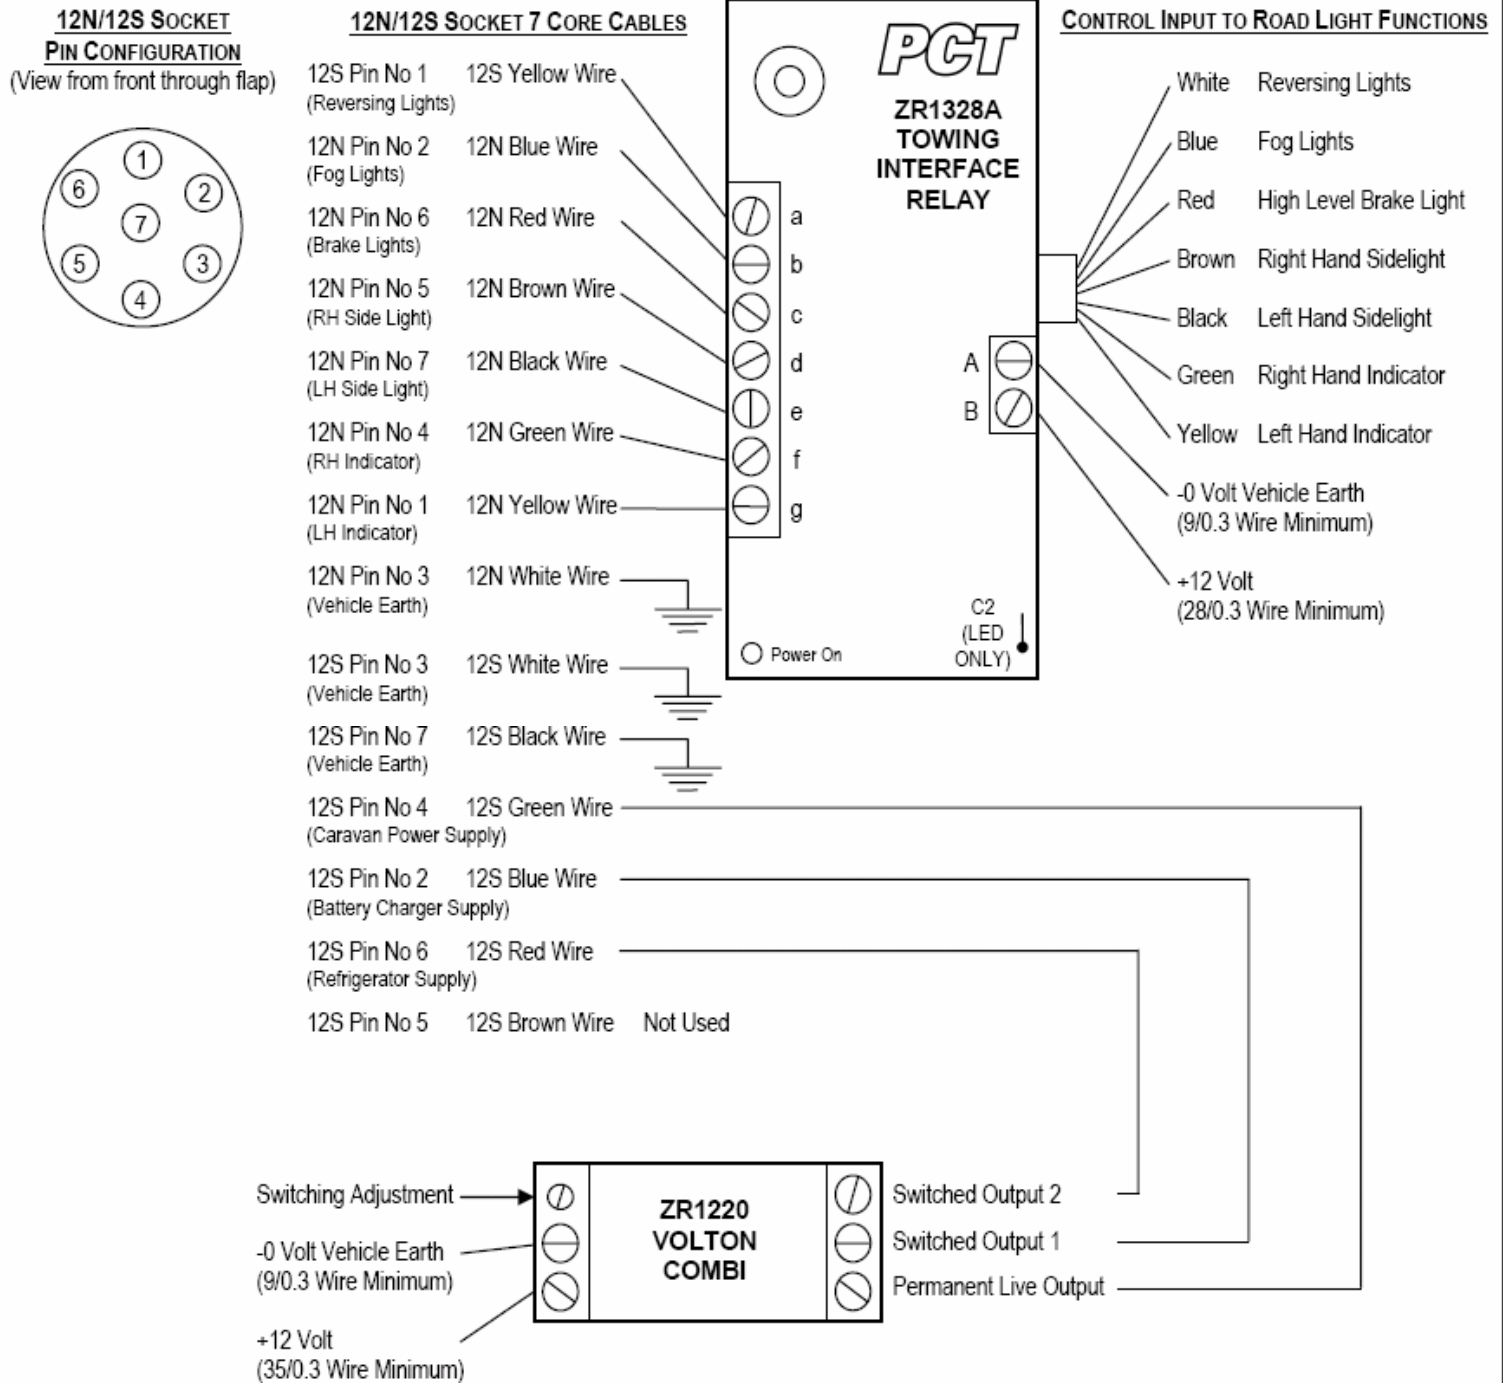 12N/12S SOCKET
PIN CONFIGURATION
(View from front through flap)
1
2
3
4
5
6
7
12N/12S SOCKET 7 CORE CABLES
12S Pin No 1 12S Yellow Wire
(Reversing Lights)
12N Pin No 2 12N Blue Wire
(Fog Lights)
12N Pin No 6 12N Red Wire
(Brake Lights)
12N Pin No 5 12N Brown Wire
(RH Side Light)
12N Pin No 7 12N Black Wire
(LH Side Light)
12N Pin No 4 12N Green Wire
(RH Indicator)
12N Pin No 1 12N Yellow Wire
(LH Indicator)
12N Pin No 3 12N White Wire
(Vehicle Earth)
12S Pin No 3 12S White Wire
(Vehicle Earth)
12S Pin No 7 12S Black Wire
(Vehicle Earth)
12S Pin No 4 12S Green Wire
(Caravan Power Supply)
12S Pin No 2 12S Blue Wire
(Battery Charger Supply)
12S Pin No 6 12S Red Wire
(Refrigerator Supply)
12S Pin No 5 12S Brown Wire Not Used
PCT
ZR1328A
TOWING
INTERFACE
RELAY
a
b
c
d
e
f
g
A
B
Power On
C2
(LED
ONLY)
CONTROL INPUT TO ROAD LIGHT FUNCTIONS
White Reversing Lights
Blue Fog Lights
Red High Level Brake Light
Brown Right Hand Sidelight
Black Left Hand Sidelight
Green Right Hand Indicator
Yellow Left Hand Indicator
-0 Volt Vehicle Earth
(9/0.3 Wire Minimum)
+12 Volt
(28/0.3 Wire Minimum)
Switching Adjustment
-0 Volt Vehicle Earth
(9/0.3 Wire Minimum)
+12 Volt
(35/0.3 Wire Minimum)
ZR1220
VOLTON
COMBI
Switched Output 2
Switched Output 1
Permanent Live Output